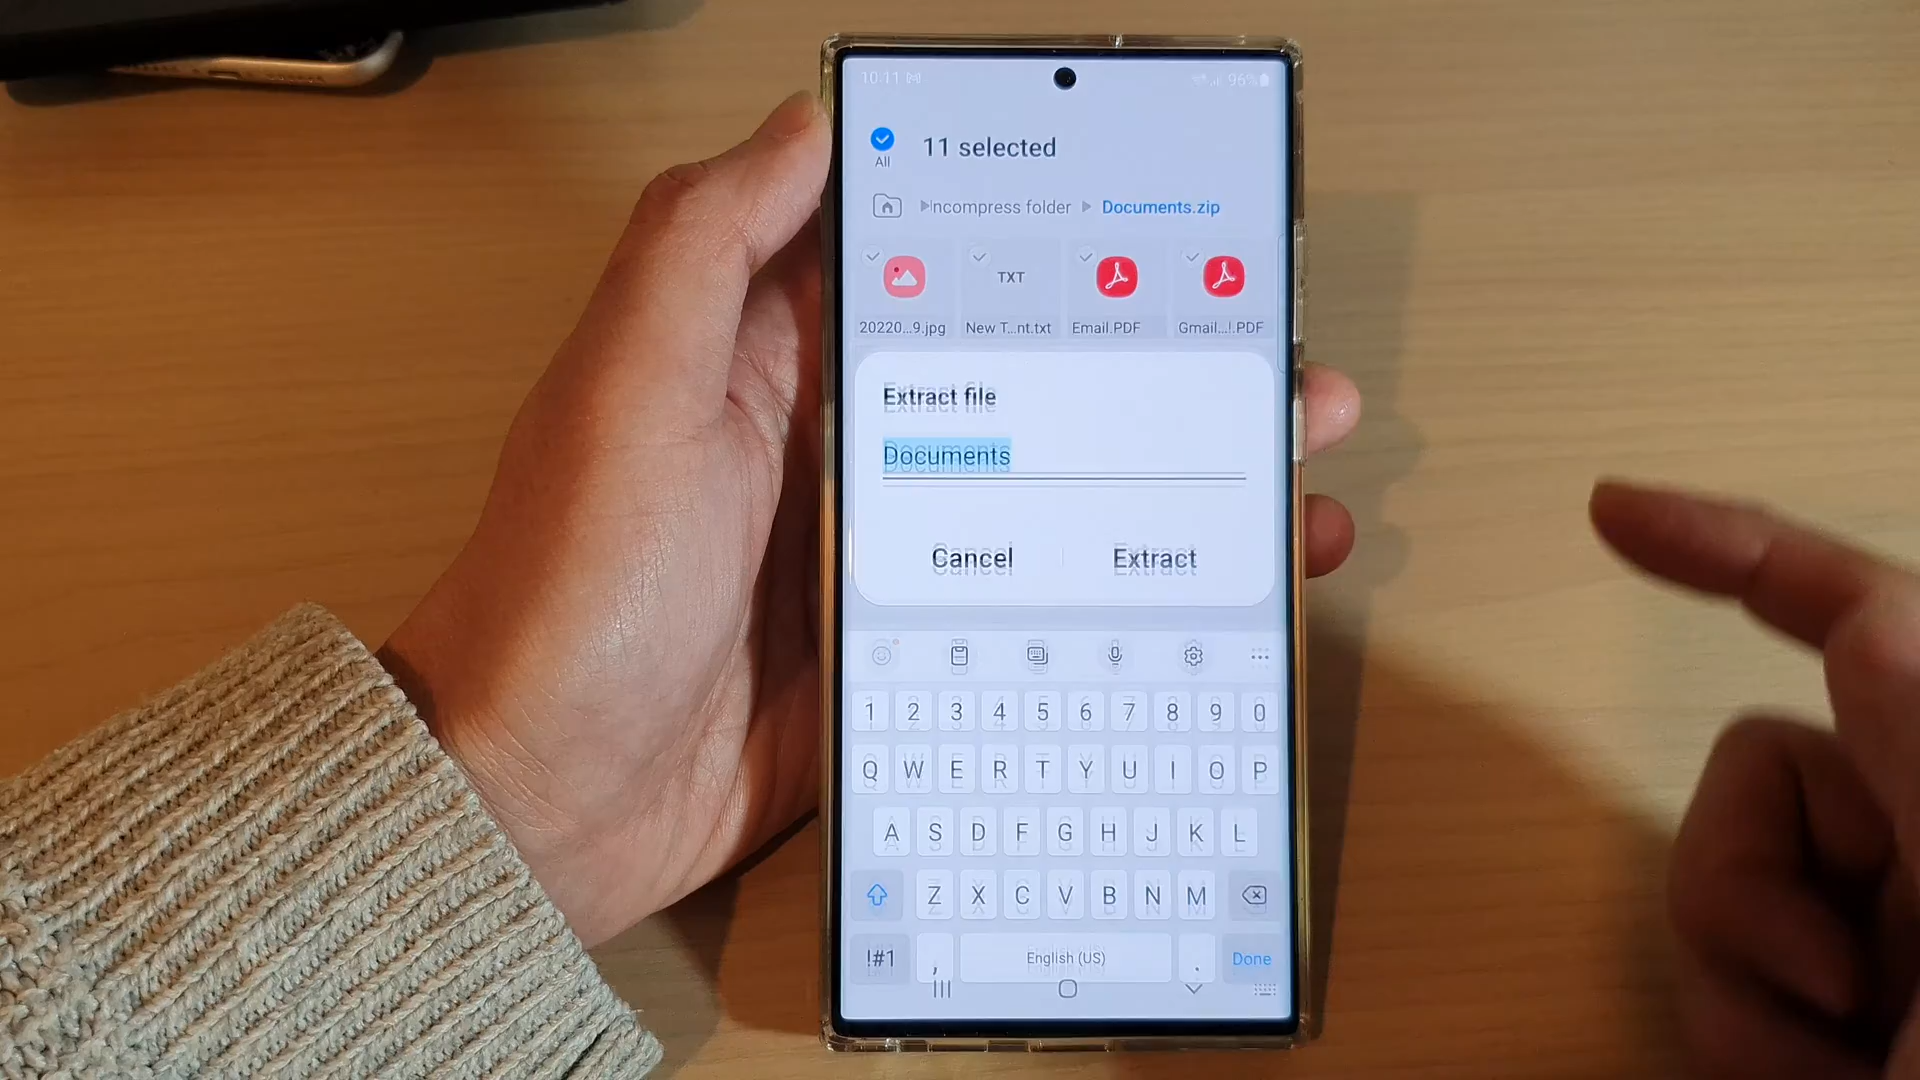 10:11 96%
All 11 selected
Incompress folder Documents.zip
TXT
20220...9.jpg New T...nt.txt Email.PDF Gmail...!.PDF
Extract file
Documents
Cancel Extract
1 2 3 4 5 6 7 8 9 0
Q W E R T Y U I O P
A S D F G H J K L
Z X C V B N M
!#1 , English (US) . Done